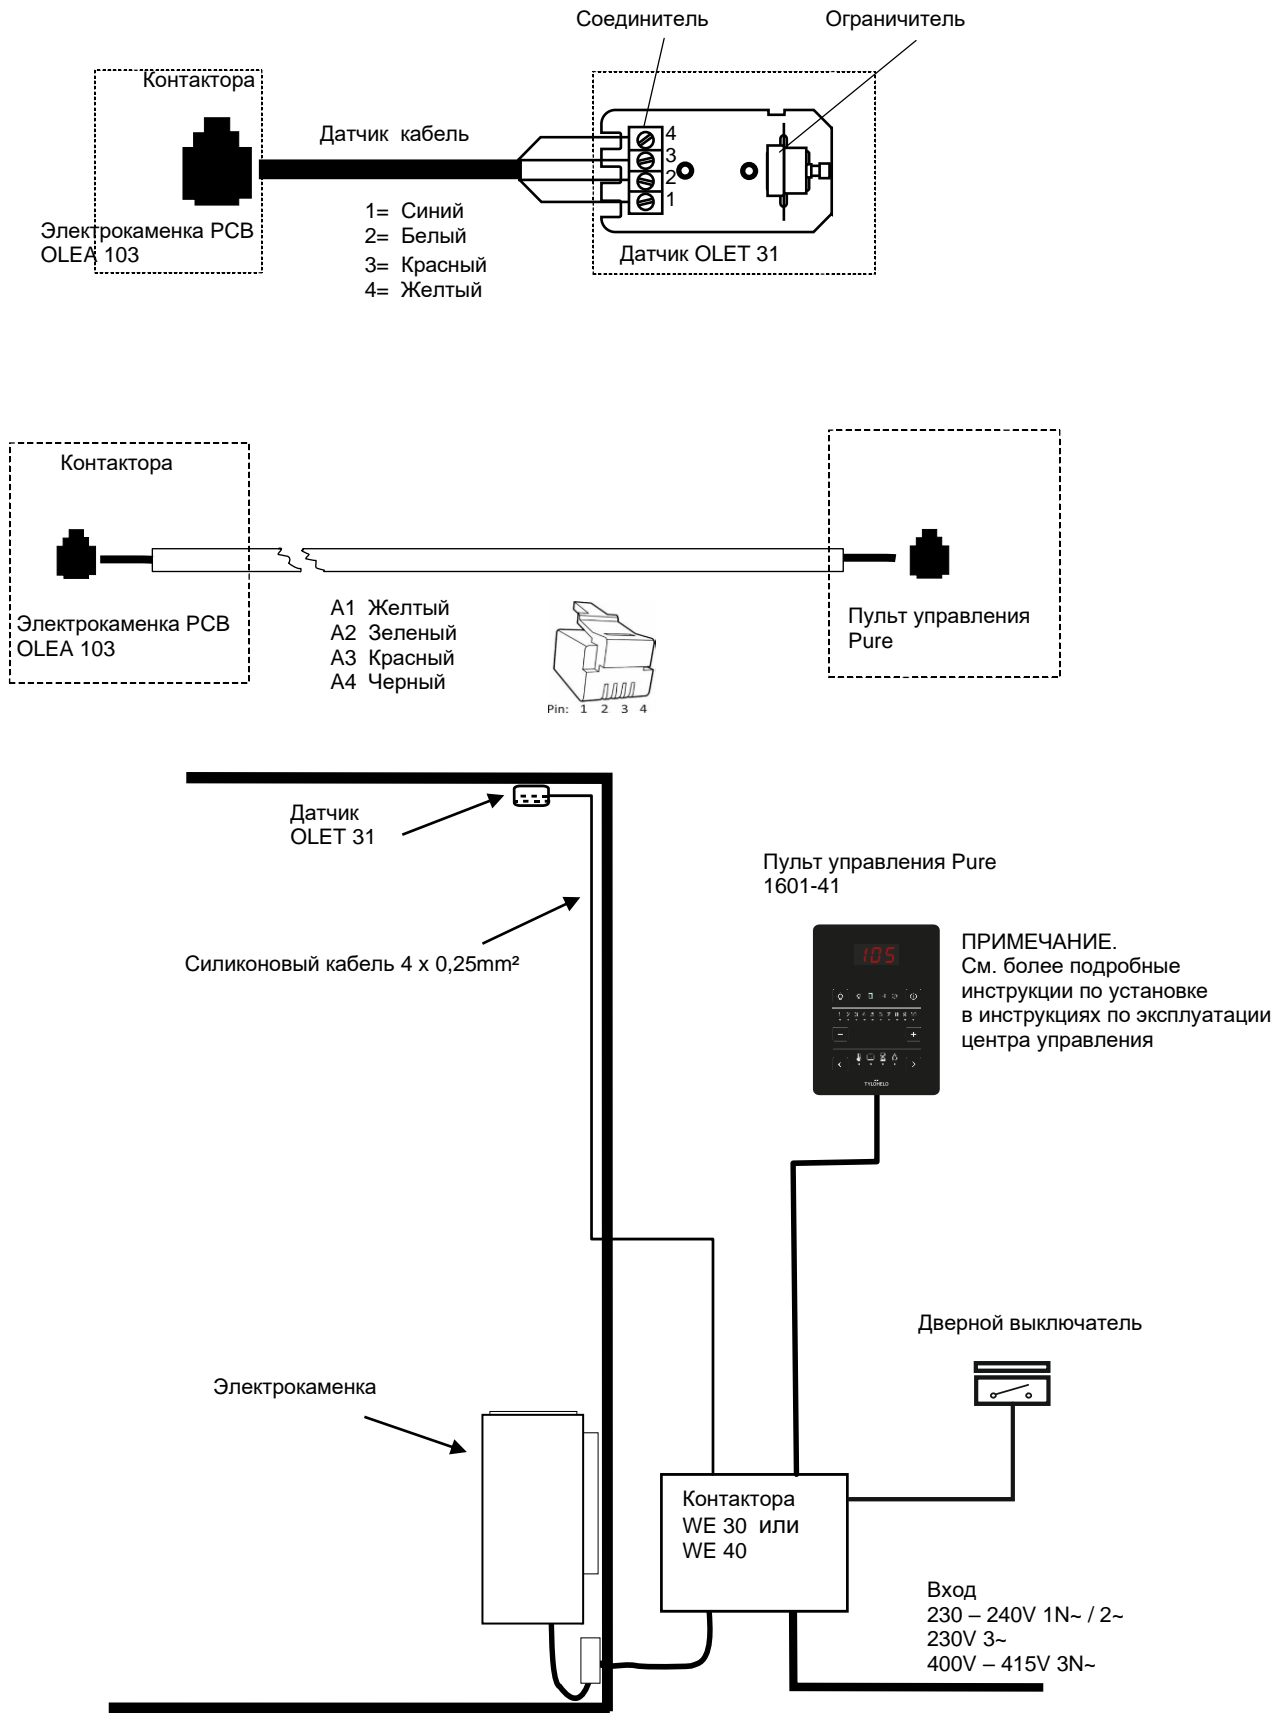 Соединитель
Ограничитель
Контактора
Датчик кабель
4
3
2
1
Электрокаменка PCB
OLEA 103
1= Синий
2= Белый
3= Красный
4= Желтый
Датчик OLET 31
Контактора
Электрокаменка PCB
OLEA 103
A1 Желтый
A2 Зеленый
A3 Красный
A4 Черный
Pin: 1 2 3 4
Пульт управления
Pure
Датчик
OLET 31
Силиконовый кабель 4 x 0,25mm²
Пульт управления Pure
1601-41
105
− +
< >
TYLÖHELO
ПРИМЕЧАНИЕ.
См. более подробные
инструкции по установке
в инструкциях по эксплуатации
центра управления
Дверной выключатель
Электрокаменка
Контактора
WE 30 или
WE 40
Вход
230 – 240V 1N~ / 2~
230V 3~
400V – 415V 3N~